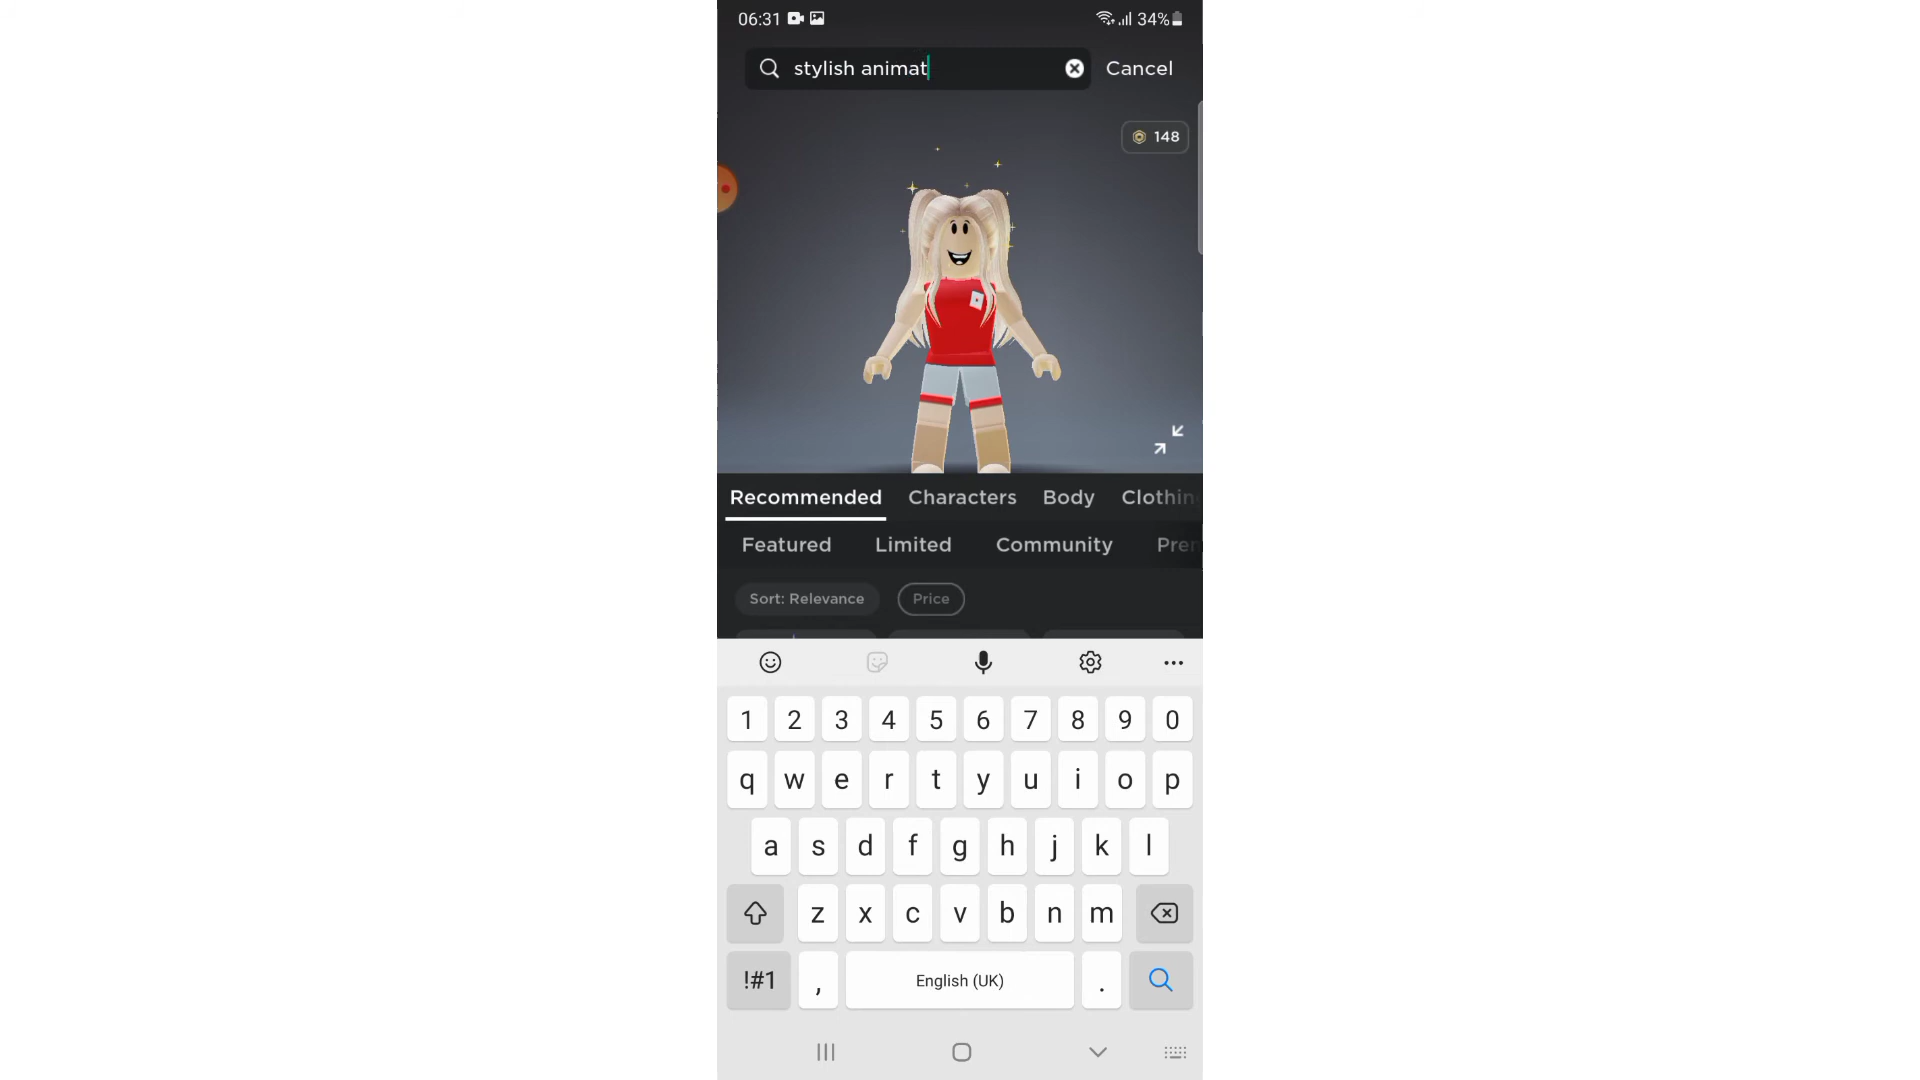 06:31 34%
stylish animat Cancel
148
Recommended Characters Body Clothin
Featured Limited Community Prem
Sort: Relevance Price
1 2 3 4 5 6 7 8 9 0
q w e r t y u i o p
a s d f g h j k l
z x c v b n m
!#1 , English (UK) .